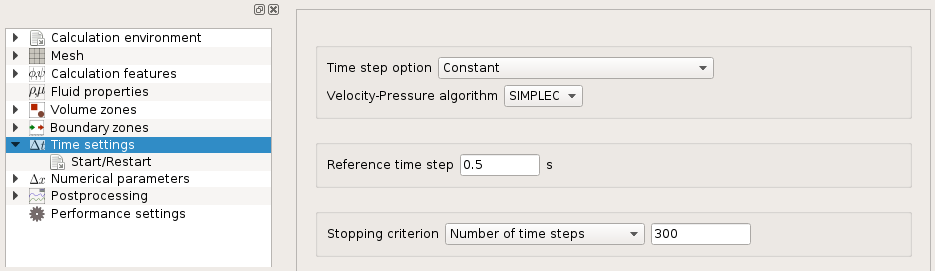 Calculation environment
Mesh
Calculation features
Fluid properties
Volume zones
Boundary zones
Time settings
Start/Restart
Δx Numerical parameters
Postprocessing
Performance settings
Time step option Constant
Velocity-Pressure algorithm SIMPLEC
Reference time step 0.5 s
Stopping criterion Number of time steps 300